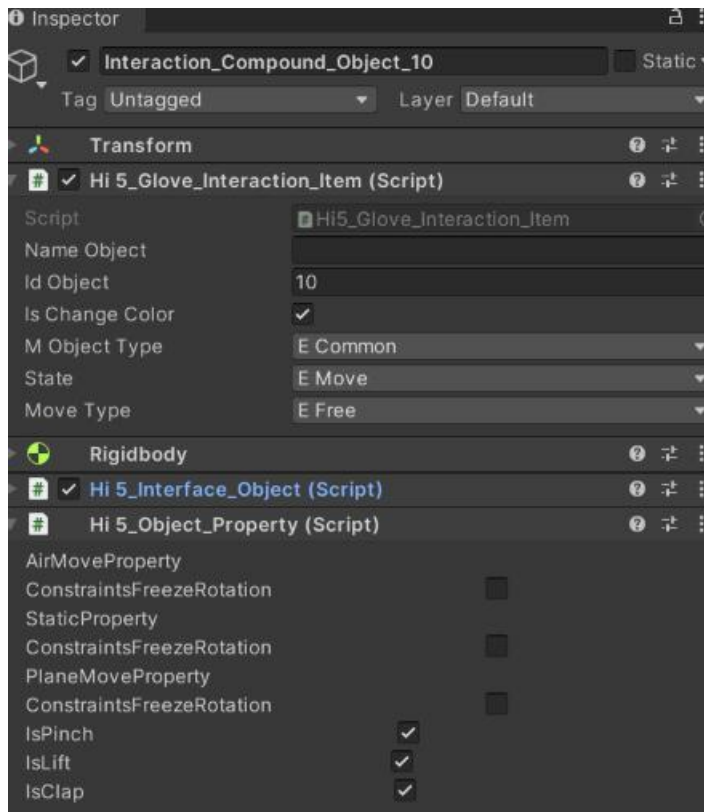 Inspector
Interaction_Compound_Object_10 Static
Tag Untagged Layer Default
Transform
Hi 5_Glove_Interaction_Item (Script)
Script Hi5_Glove_Interaction_Item
Name Object
Id Object 10
Is Change Color
M Object Type E Common
State E Move
Move Type E Free
Rigidbody
Hi 5_Interface_Object (Script)
Hi 5_Object_Property (Script)
AirMoveProperty
ConstraintsFreezeRotation
StaticProperty
ConstraintsFreezeRotation
PlaneMoveProperty
ConstraintsFreezeRotation
IsPinch
IsLift
IsClap